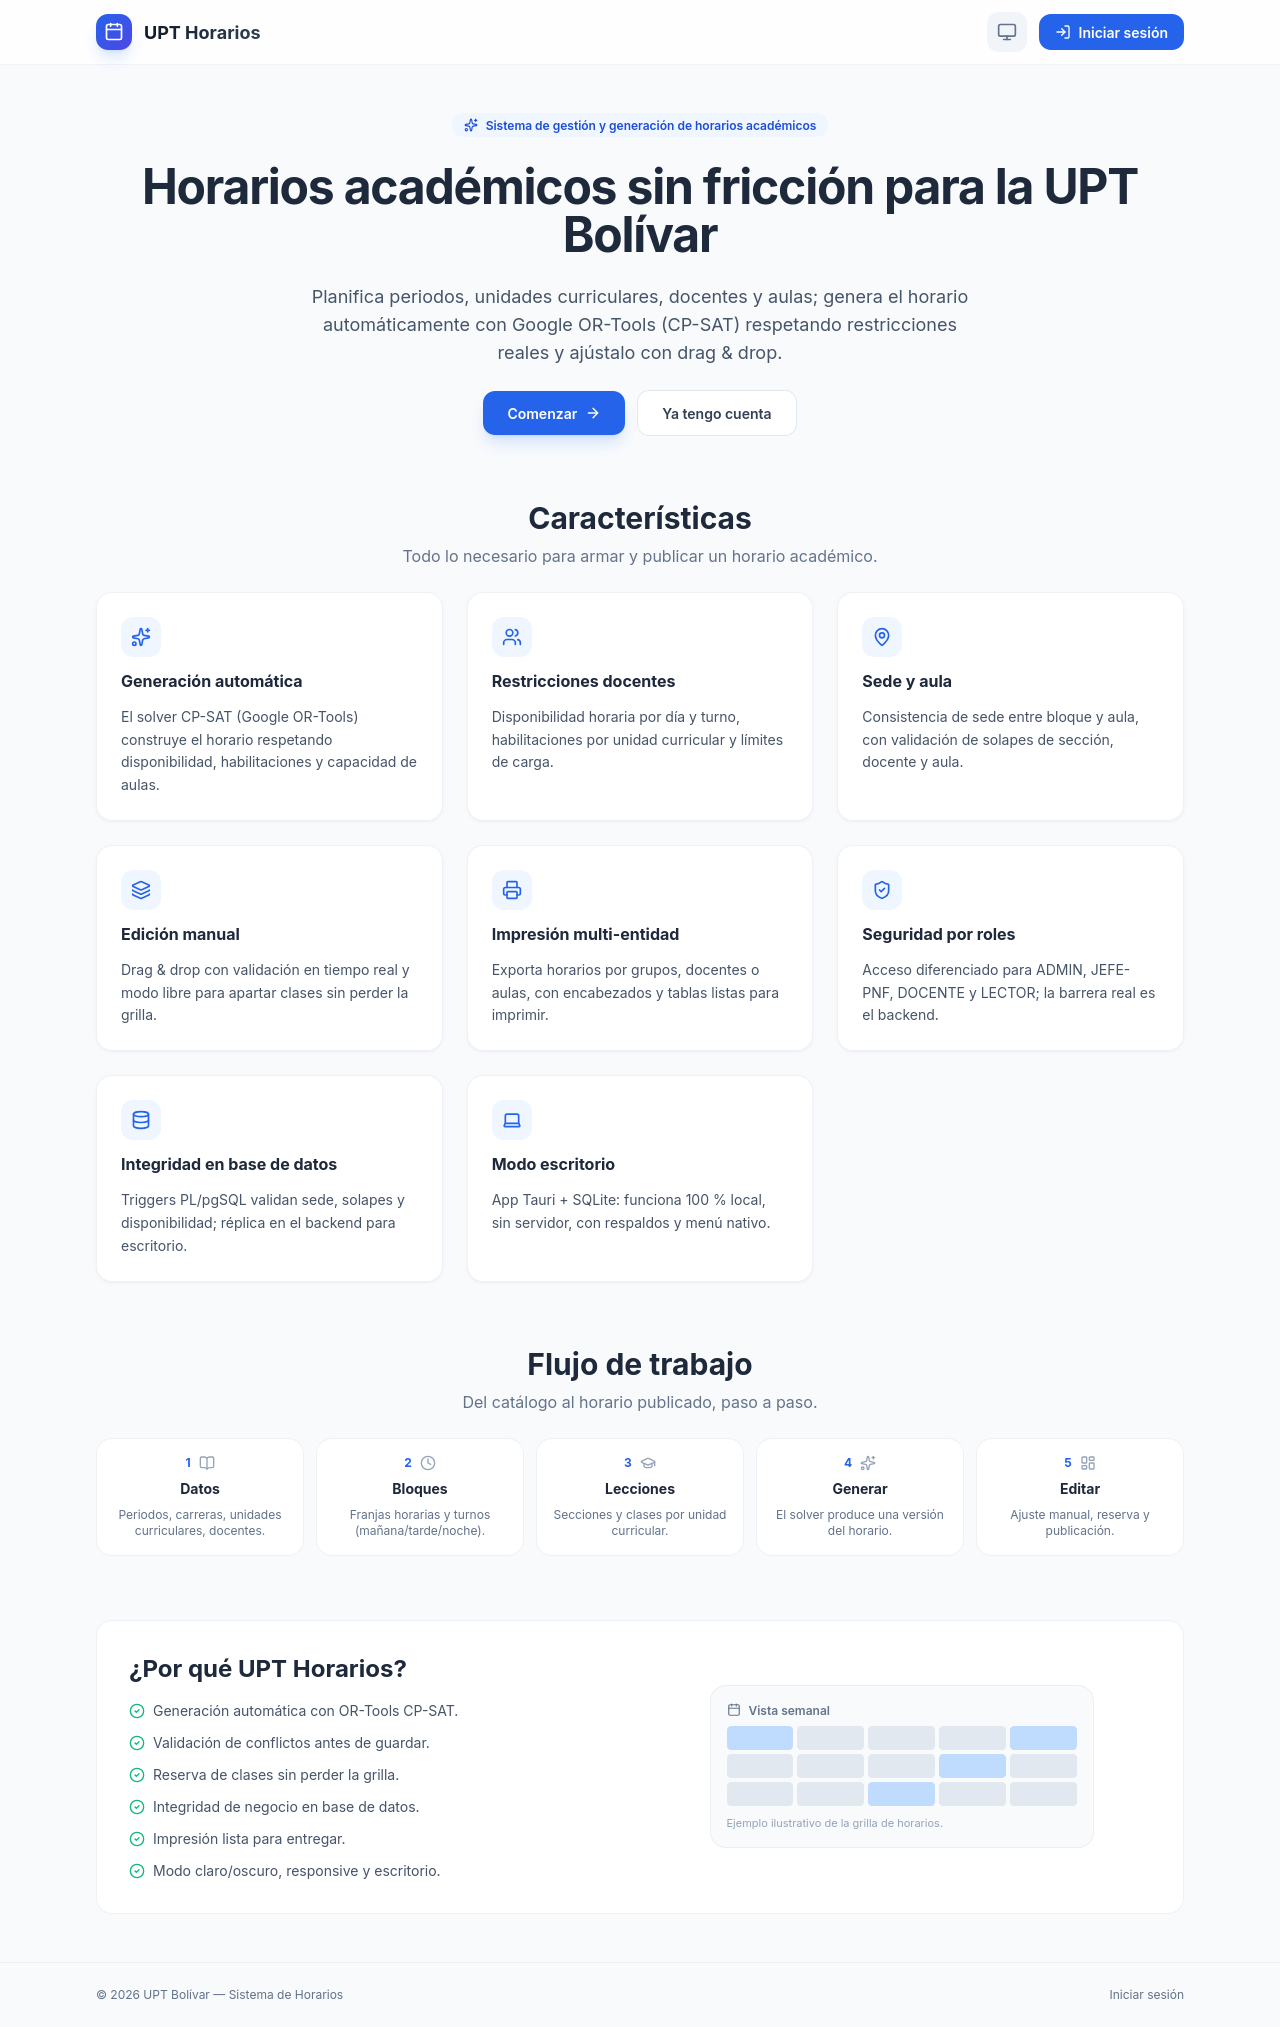 UPT Horarios
Iniciar sesión
Sistema de gestión y generación de horarios académicos
Horarios académicos sin fricción para la UPT
Bolívar
Planifica periodos, unidades curriculares, docentes y aulas; genera el horario
automáticamente con Google OR-Tools (CP-SAT) respetando restricciones
reales y ajústalo con drag & drop.
Comenzar
Ya tengo cuenta
Características
Todo lo necesario para armar y publicar un horario académico.
Generación automática
El solver CP-SAT (Google OR-Tools)
construye el horario respetando
disponibilidad, habilitaciones y capacidad de
aulas.
Restricciones docentes
Disponibilidad horaria por día y turno,
habilitaciones por unidad curricular y límites
de carga.
Sede y aula
Consistencia de sede entre bloque y aula,
con validación de solapes de sección,
docente y aula.
Edición manual
Drag & drop con validación en tiempo real y
modo libre para apartar clases sin perder la
grilla.
Impresión multi-entidad
Exporta horarios por grupos, docentes o
aulas, con encabezados y tablas listas para
imprimir.
Seguridad por roles
Acceso diferenciado para ADMIN, JEFE-
PNF, DOCENTE y LECTOR; la barrera real es
el backend.
Integridad en base de datos
Triggers PL/pgSQL validan sede, solapes y
disponibilidad; réplica en el backend para
escritorio.
Modo escritorio
App Tauri + SQLite: funciona 100 % local,
sin servidor, con respaldos y menú nativo.
Flujo de trabajo
Del catálogo al horario publicado, paso a paso.
1
Datos
Periodos, carreras, unidades
curriculares, docentes.
2
Bloques
Franjas horarias y turnos
(mañana/tarde/noche).
3
Lecciones
Secciones y clases por unidad
curricular.
4
Generar
El solver produce una versión
del horario.
5
Editar
Ajuste manual, reserva y
publicación.
¿Por qué UPT Horarios?
Generación automática con OR-Tools CP-SAT.
Validación de conflictos antes de guardar.
Reserva de clases sin perder la grilla.
Integridad de negocio en base de datos.
Impresión lista para entregar.
Modo claro/oscuro, responsive y escritorio.
Vista semanal
Ejemplo ilustrativo de la grilla de horarios.
© 2026 UPT Bolívar — Sistema de Horarios
Iniciar sesión